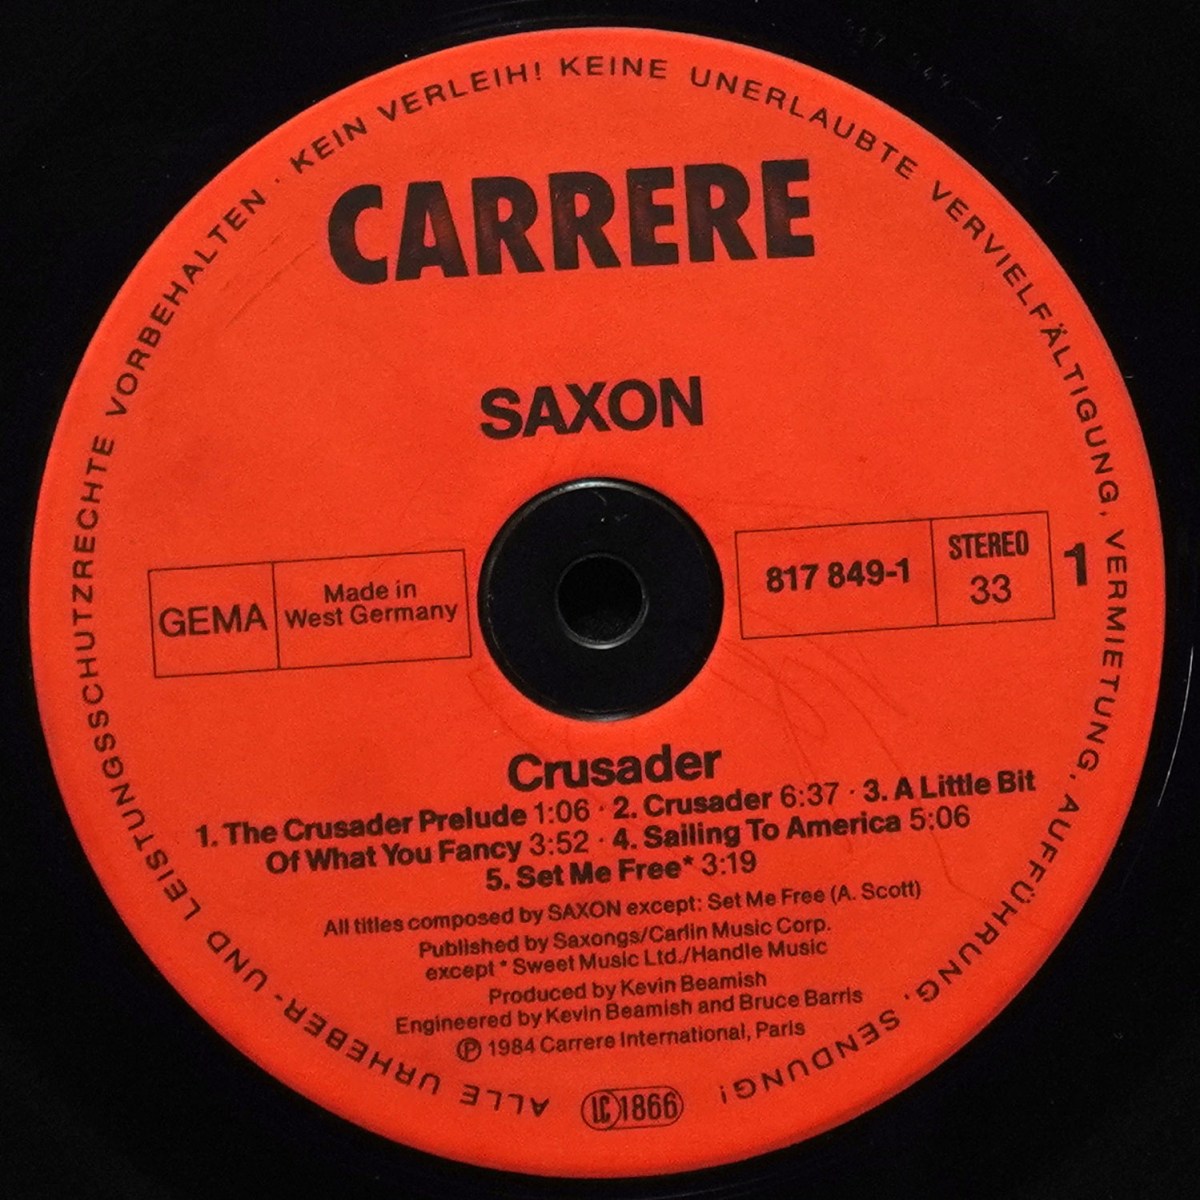 ALLE URHEBER- UND LEISTUNGSSCHUTZRECHTE VORBEHALTEN · KEIN VERLEIH! KEINE UNERLAUBTE VERVIELFÄLTIGUNG, VERMIETUNG, AUFFÜHRUNG, SENDUNG!
CARRERE
SAXON
GEMA
Made in
West Germany
817 849-1
STEREO
33
1
Crusader
1. The Crusader Prelude 1:06 · 2. Crusader 6:37 · 3. A Little Bit
Of What You Fancy 3:52 · 4. Sailing To America 5:06
5. Set Me Free* 3:19
All titles composed by SAXON except: Set Me Free (A. Scott)
Published by Saxongs/Carlin Music Corp.
except * Sweet Music Ltd./Handle Music
Produced by Kevin Beamish
Engineered by Kevin Beamish and Bruce Barris
℗ 1984 Carrere International, Paris
LC 1866